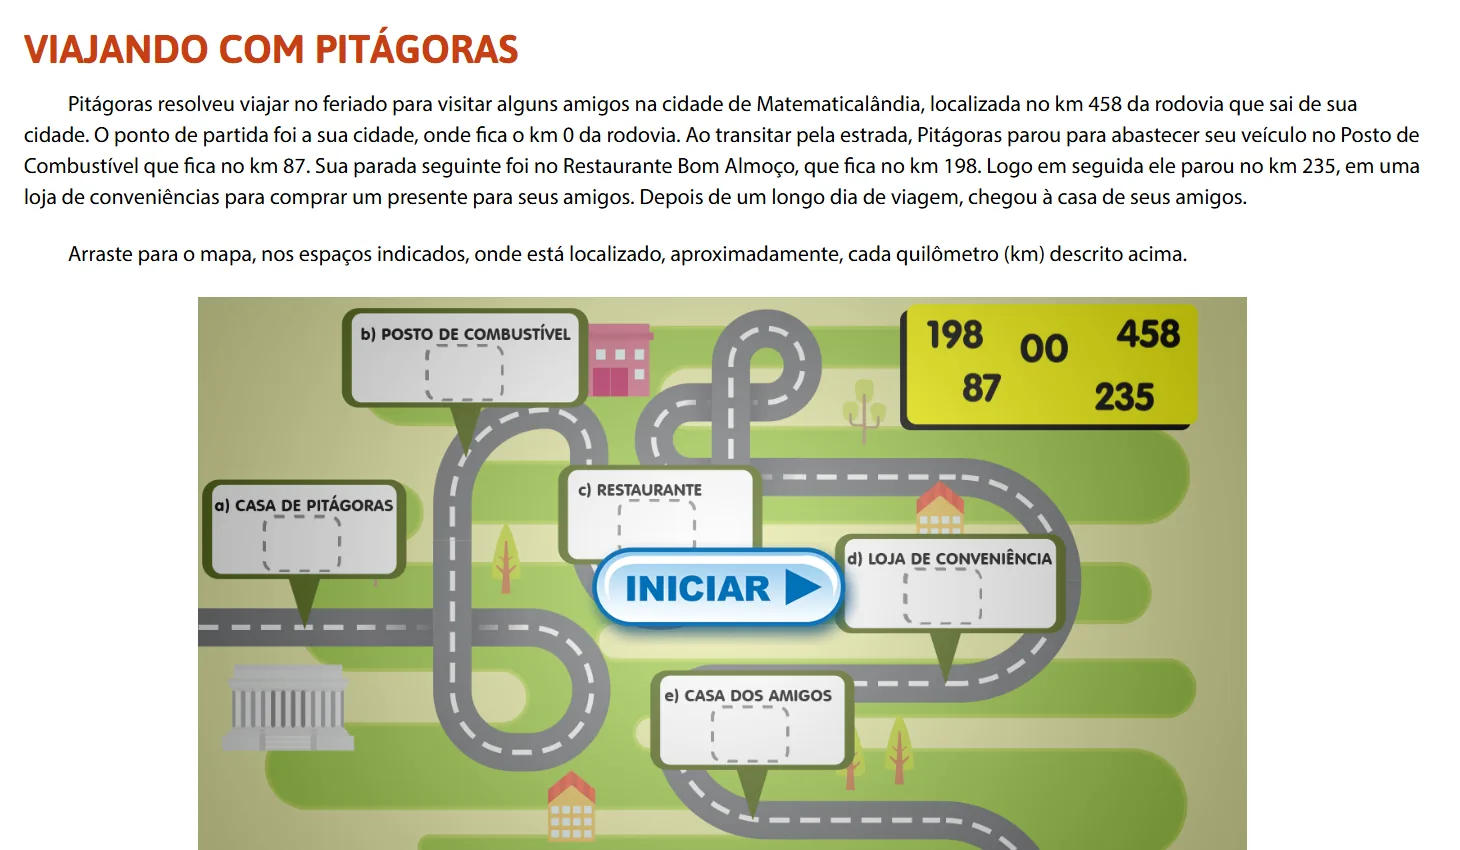 VIAJANDO COM PITÁGORAS
Pitágoras resolveu viajar no feriado para visitar alguns amigos na cidade de Matematicalândia, localizada no km 458 da rodovia que sai de sua
cidade. O ponto de partida foi a sua cidade, onde fica o km 0 da rodovia. Ao transitar pela estrada, Pitágoras parou para abastecer seu veículo no Posto de
Combustível que fica no km 87. Sua parada seguinte foi no Restaurante Bom Almoço, que fica no km 198. Logo em seguida ele parou no km 235, em uma
loja de conveniências para comprar um presente para seus amigos. Depois de um longo dia de viagem, chegou à casa de seus amigos.
Arraste para o mapa, nos espaços indicados, onde está localizado, aproximadamente, cada quilômetro (km) descrito acima.
b) POSTO DE COMBUSTÍVEL
198
00
458
87
235
a) CASA DE PITÁGORAS
c) RESTAURANTE
INICIAR
d) LOJA DE CONVENIÊNCIA
e) CASA DOS AMIGOS